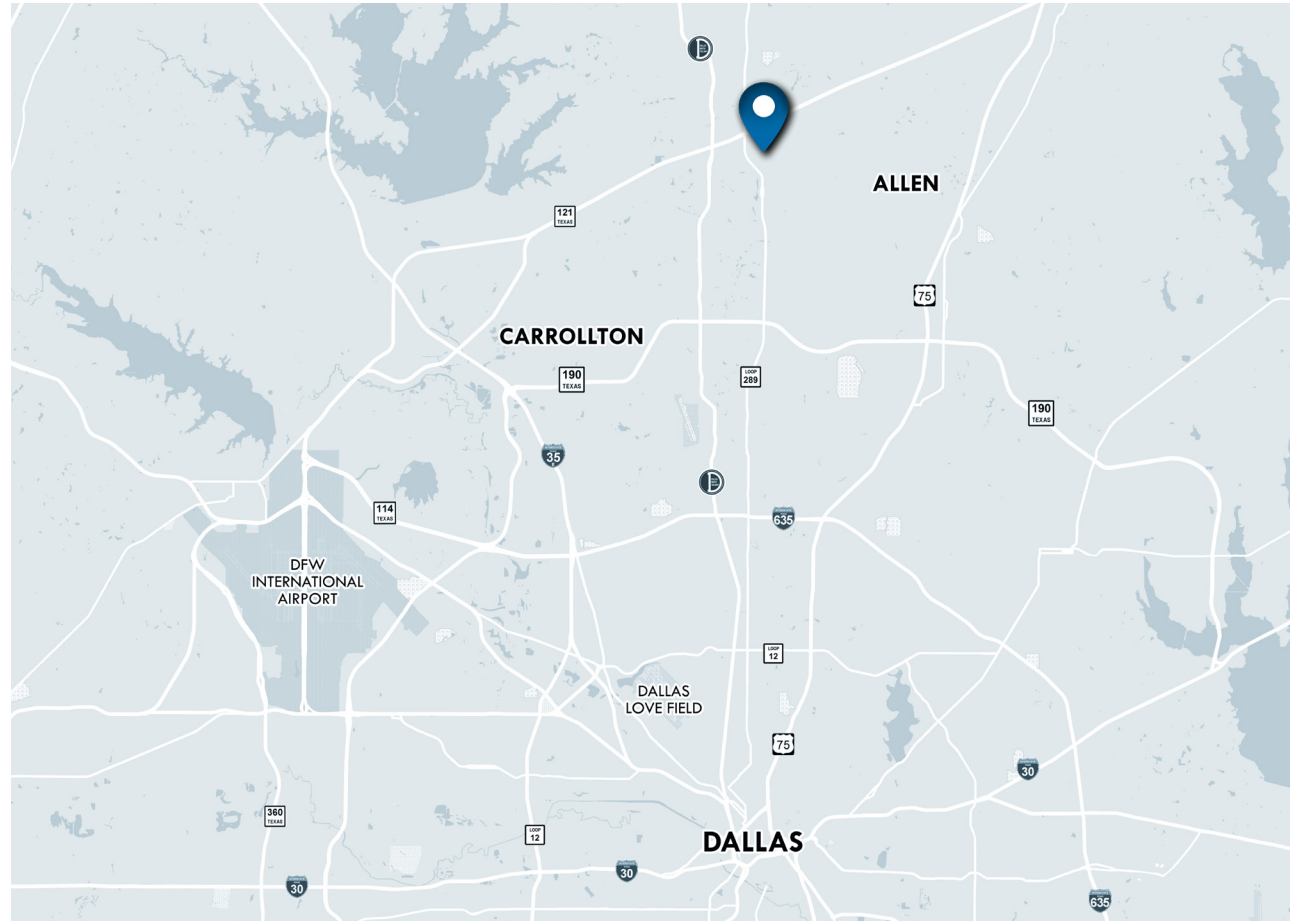 ALLEN
121
TEXAS
75
CARROLLTON
190
TEXAS
LOOP
289
190
TEXAS
35
114
TEXAS
635
DFW
INTERNATIONAL
AIRPORT
LOOP
12
DALLAS
LOVE FIELD
75
30
360
TEXAS
LOOP
12
DALLAS
30
30
635